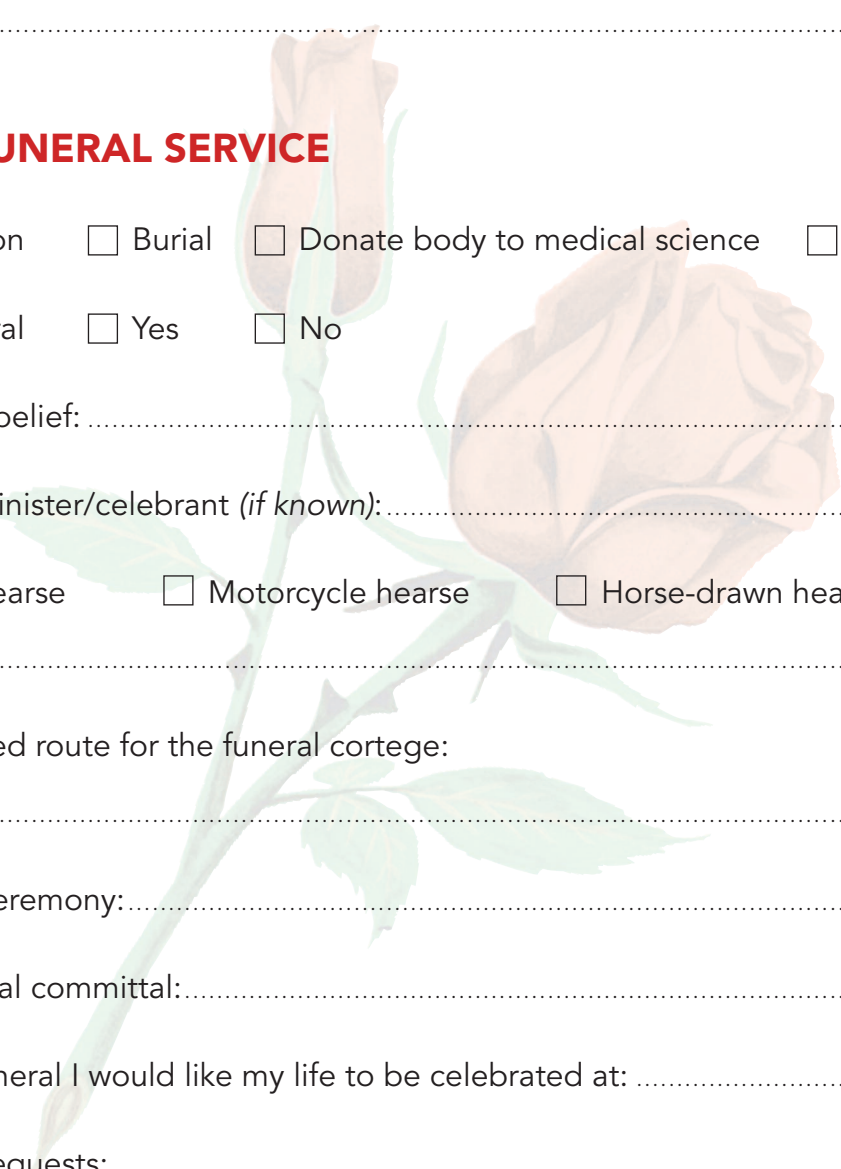 UNERAL SERVICE
on ☐ Burial ☐ Donate body to medical science ☐
al ☐ Yes ☐ No
belief:
inister/celebrant (if known):
earse ☐ Motorcycle hearse ☐ Horse-drawn hea
ed route for the funeral cortege:
eremony:
al committal:
neral I would like my life to be celebrated at:
equests: